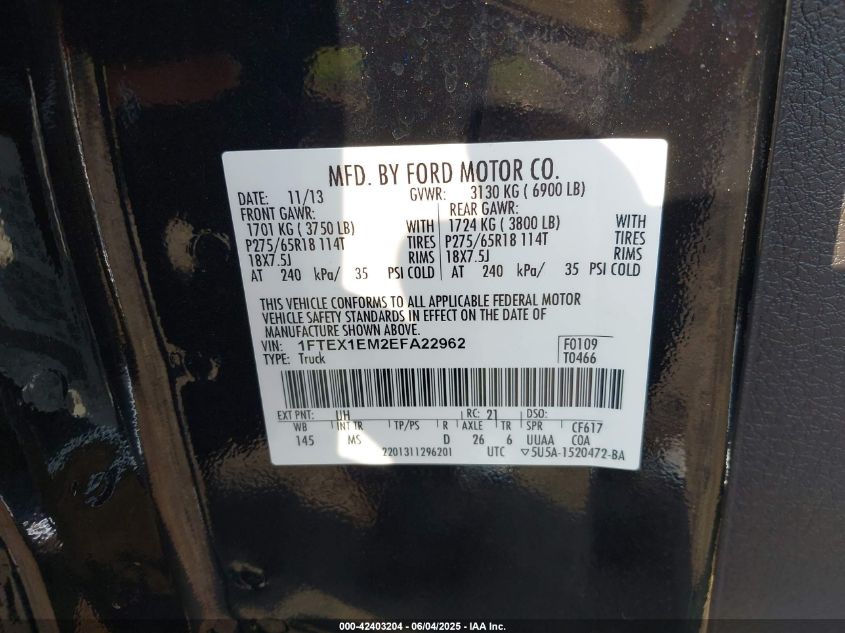 MFD. BY FORD MOTOR CO.
DATE: 11/13 GVWR: 3130 KG ( 6900 LB)
FRONT GAWR: REAR GAWR:
1701 KG ( 3750 LB) WITH 1724 KG ( 3800 LB) WITH
P275/65R18 114T TIRES P275/65R18 114T TIRES
18X7.5J RIMS 18X7.5J RIMS
AT 240 kPa/ 35 PSI COLD AT 240 kPa/ 35 PSI COLD
THIS VEHICLE CONFORMS TO ALL APPLICABLE FEDERAL MOTOR
VEHICLE SAFETY STANDARDS IN EFFECT ON THE DATE OF
MANUFACTURE SHOWN ABOVE.
VIN: 1FTEX1EM2EFA22962 F0109
TYPE: Truck T0466
EXT PNT: UH RC: 21 DSO:
WB INT TR TP/PS R AXLE TR SPR CF617
145 MS D 26 6 UUAA COA
2201311296201 UTC ▽5U5A-1520472-BA
000-42403204 - 06/04/2025 - IAA Inc.